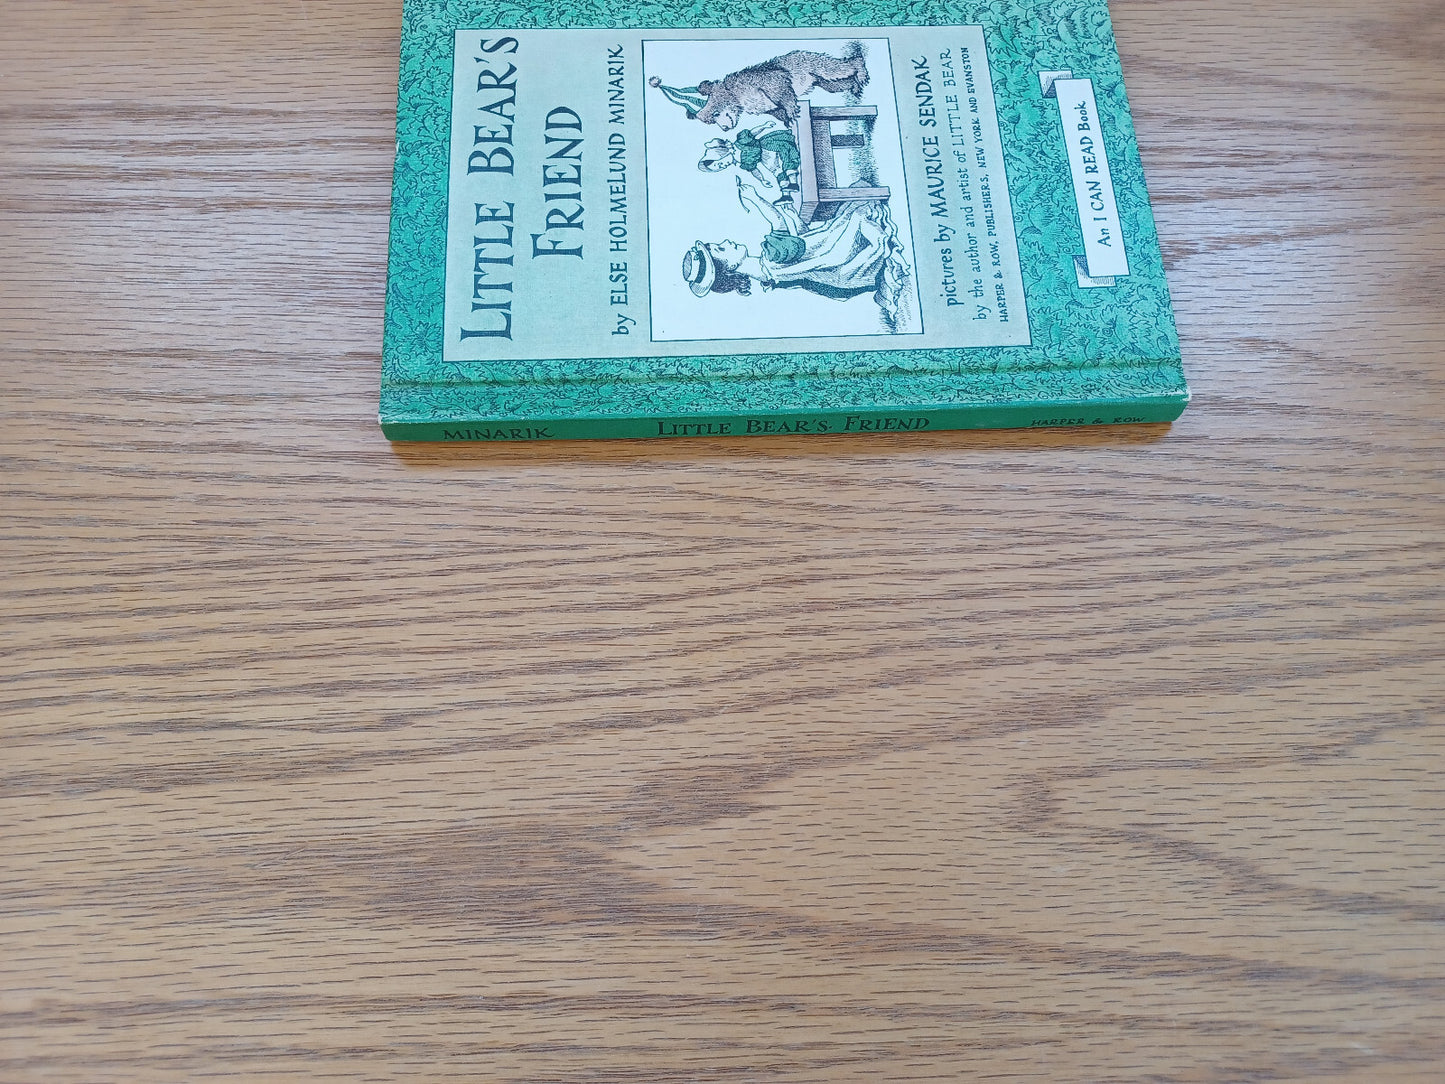 LITTLE BEAR'S
FRIEND
by ELSE HOLMELUND MINARIK
pictures by MAURICE SENDAK
by the author and artist of LITTLE BEAR
HARPER & ROW, PUBLISHERS, NEW YORK AND EVANSTON
An I CAN READ Book
MINARIK LITTLE BEAR'S FRIEND HARPER & ROW